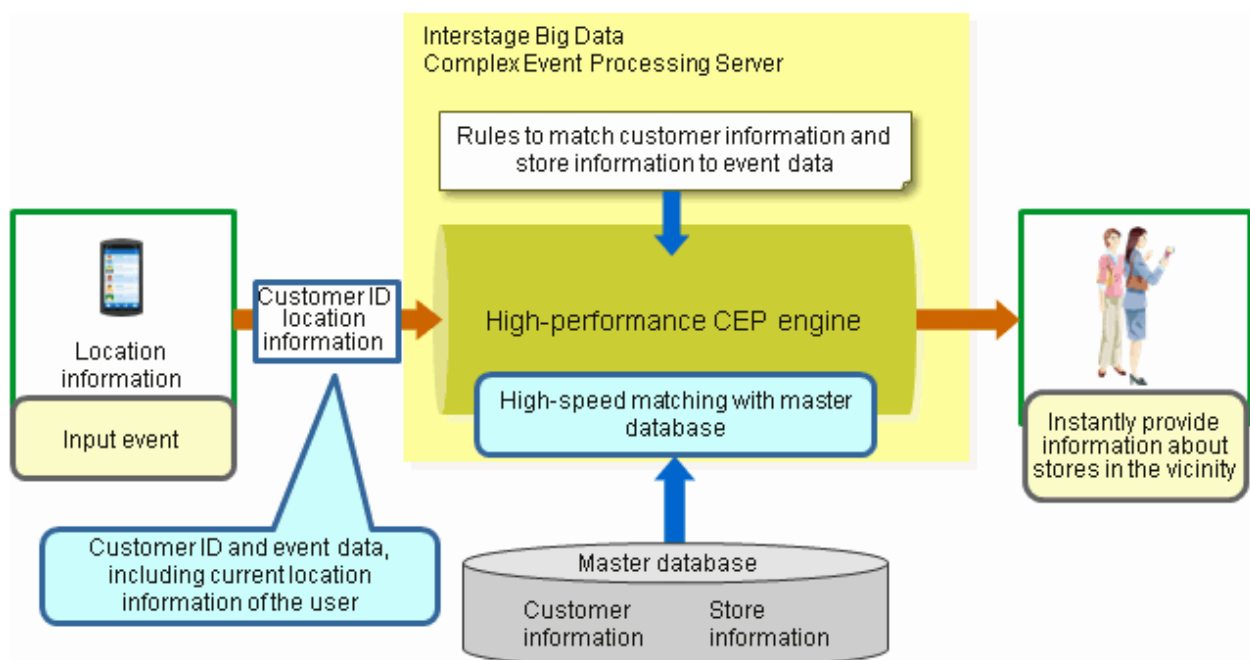 Interstage Big Data
Complex Event Processing Server
Rules to match customer information and
store information to event data
Location
information
Input event
Customer ID
location
information
High-performance CEP engine
High-speed matching with master
database
Instantly provide
information about
stores in the vicinity
Customer ID and event data,
including current location
information of the user
Master database
Customer
information
Store
information